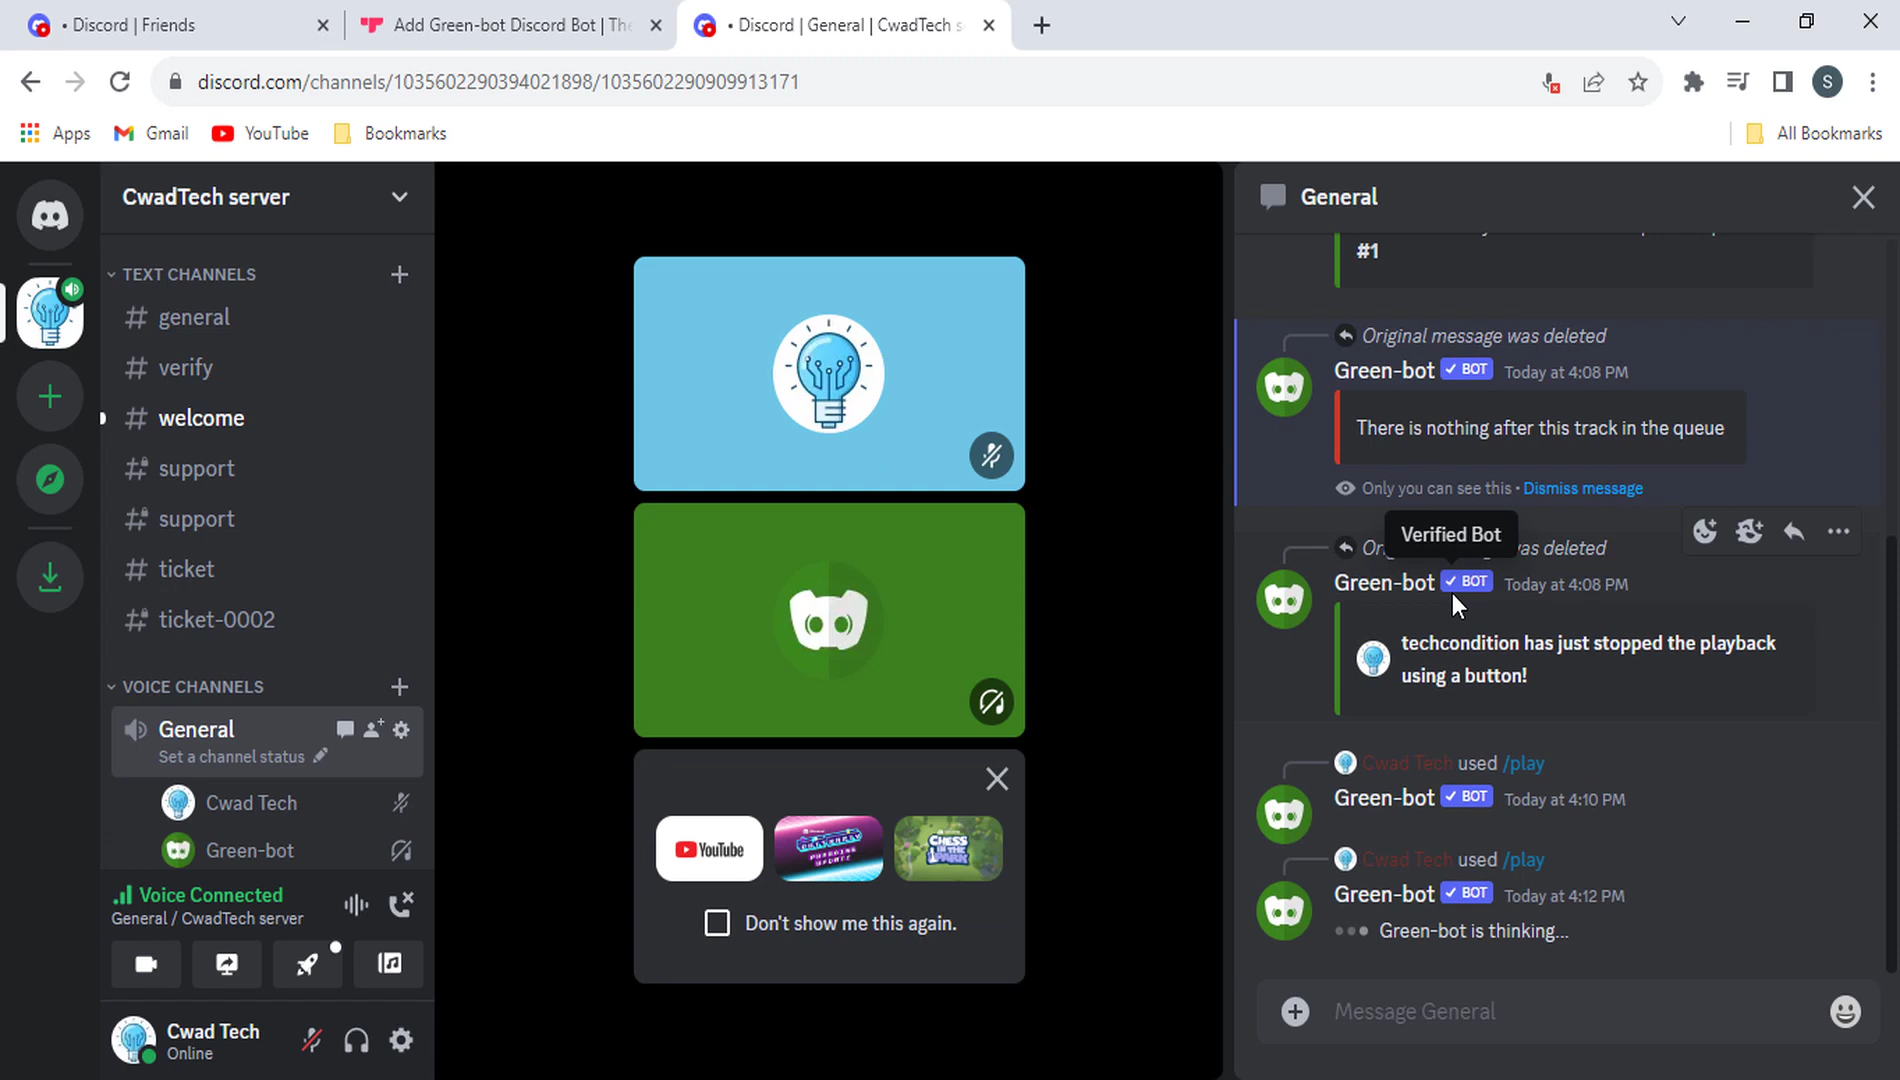 • Discord | Friends
Add Green-bot Discord Bot | The
• Discord | General | CwadTech s
discord.com/channels/1035602290394021898/1035602290909913171
S
Apps
Gmail
YouTube
Bookmarks
All Bookmarks
CwadTech server
TEXT CHANNELS
general
verify
welcome
support
support
ticket
ticket-0002
VOICE CHANNELS
General
Set a channel status
Cwad Tech
Green-bot
Voice Connected
General / CwadTech server
Cwad Tech
Online
YouTube
CHESS
IN THE
PARK
Don't show me this again.
General
#1
Original message was deleted
Green-bot ✓ BOT Today at 4:08 PM
There is nothing after this track in the queue
Only you can see this • Dismiss message
Verified Bot
was deleted
Green-bot ✓ BOT Today at 4:08 PM
techcondition has just stopped the playback
using a button!
Cwad Tech used /play
Green-bot ✓ BOT Today at 4:10 PM
Cwad Tech used /play
Green-bot ✓ BOT Today at 4:12 PM
Green-bot is thinking...
Message General